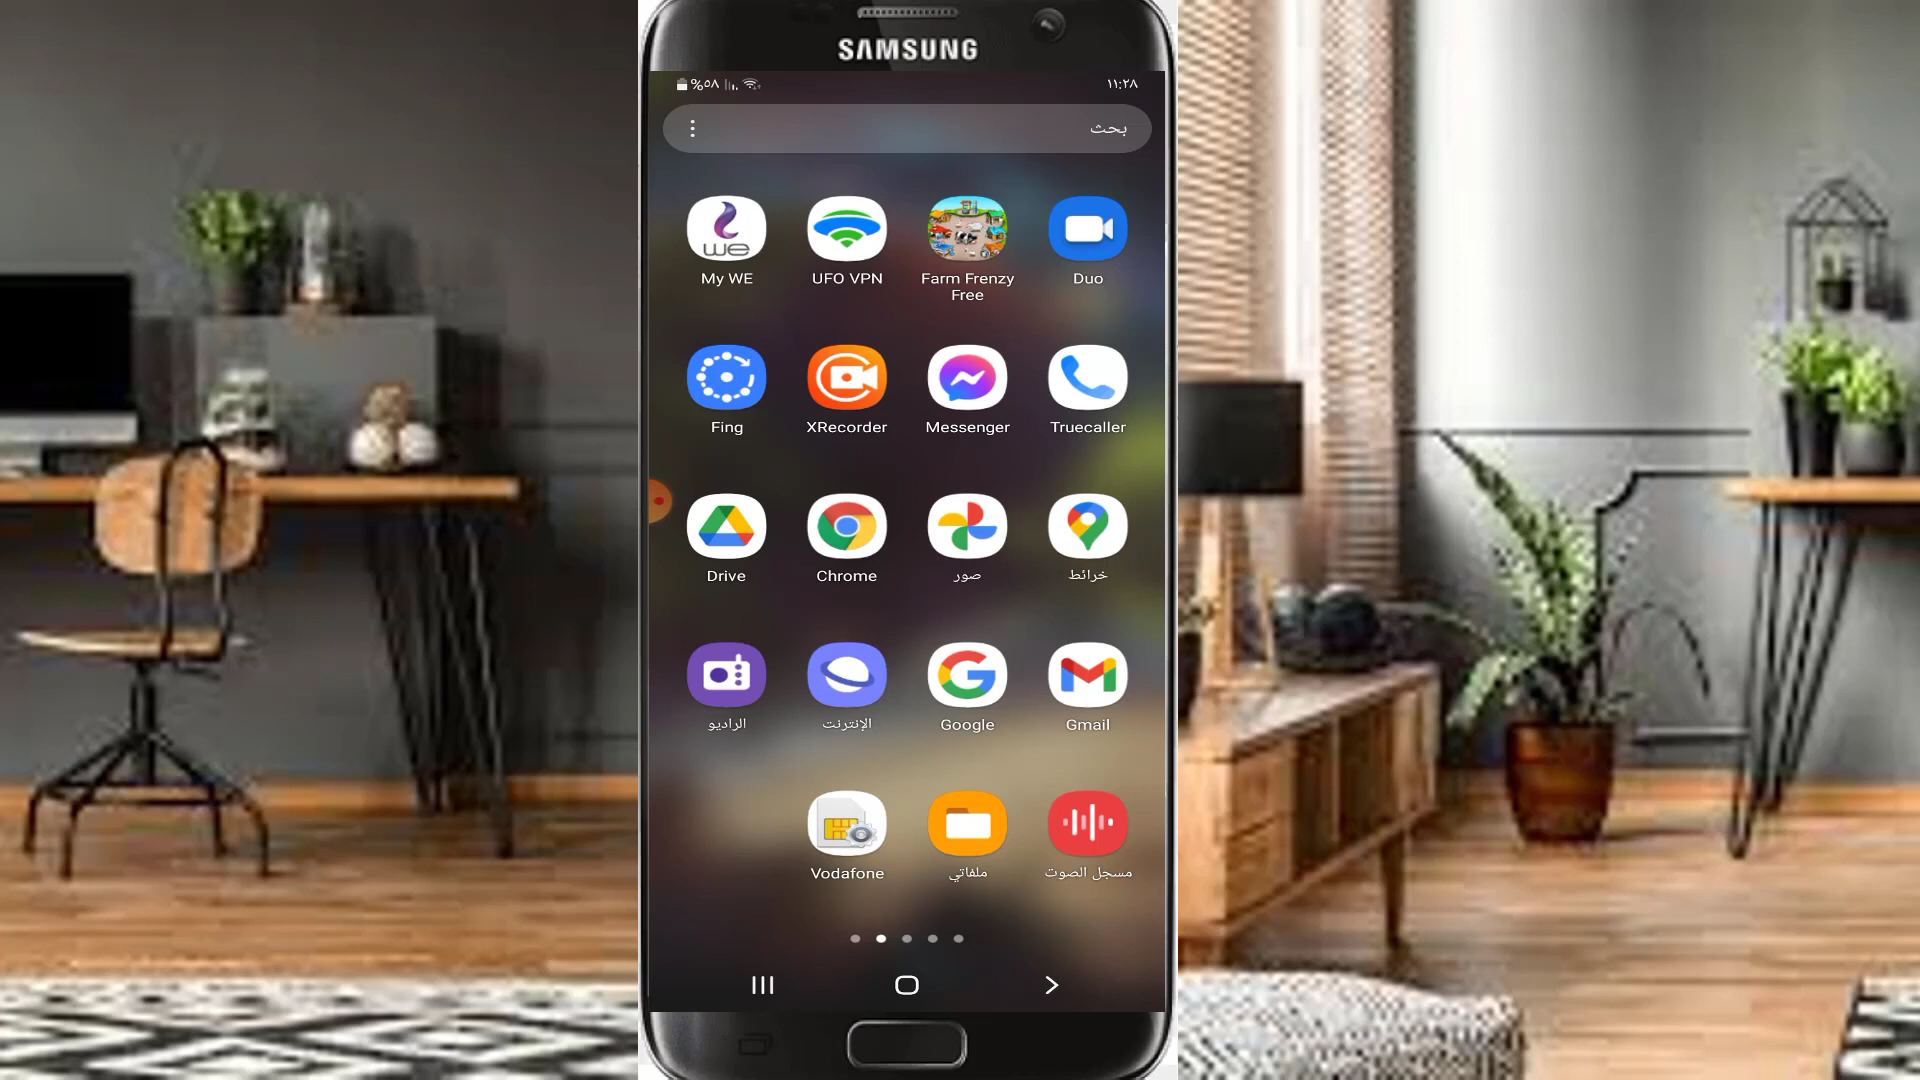 SAMSUNG
%٥٨
١١:٢٨
بحث
My WE
UFO VPN
Farm Frenzy
Free
Duo
we
Fing
XRecorder
Messenger
Truecaller
Drive
Chrome
صور
خرائط
الراديو
الإنترنت
Google
Gmail
Vodafone
ملفاتي
مسجل الصوت